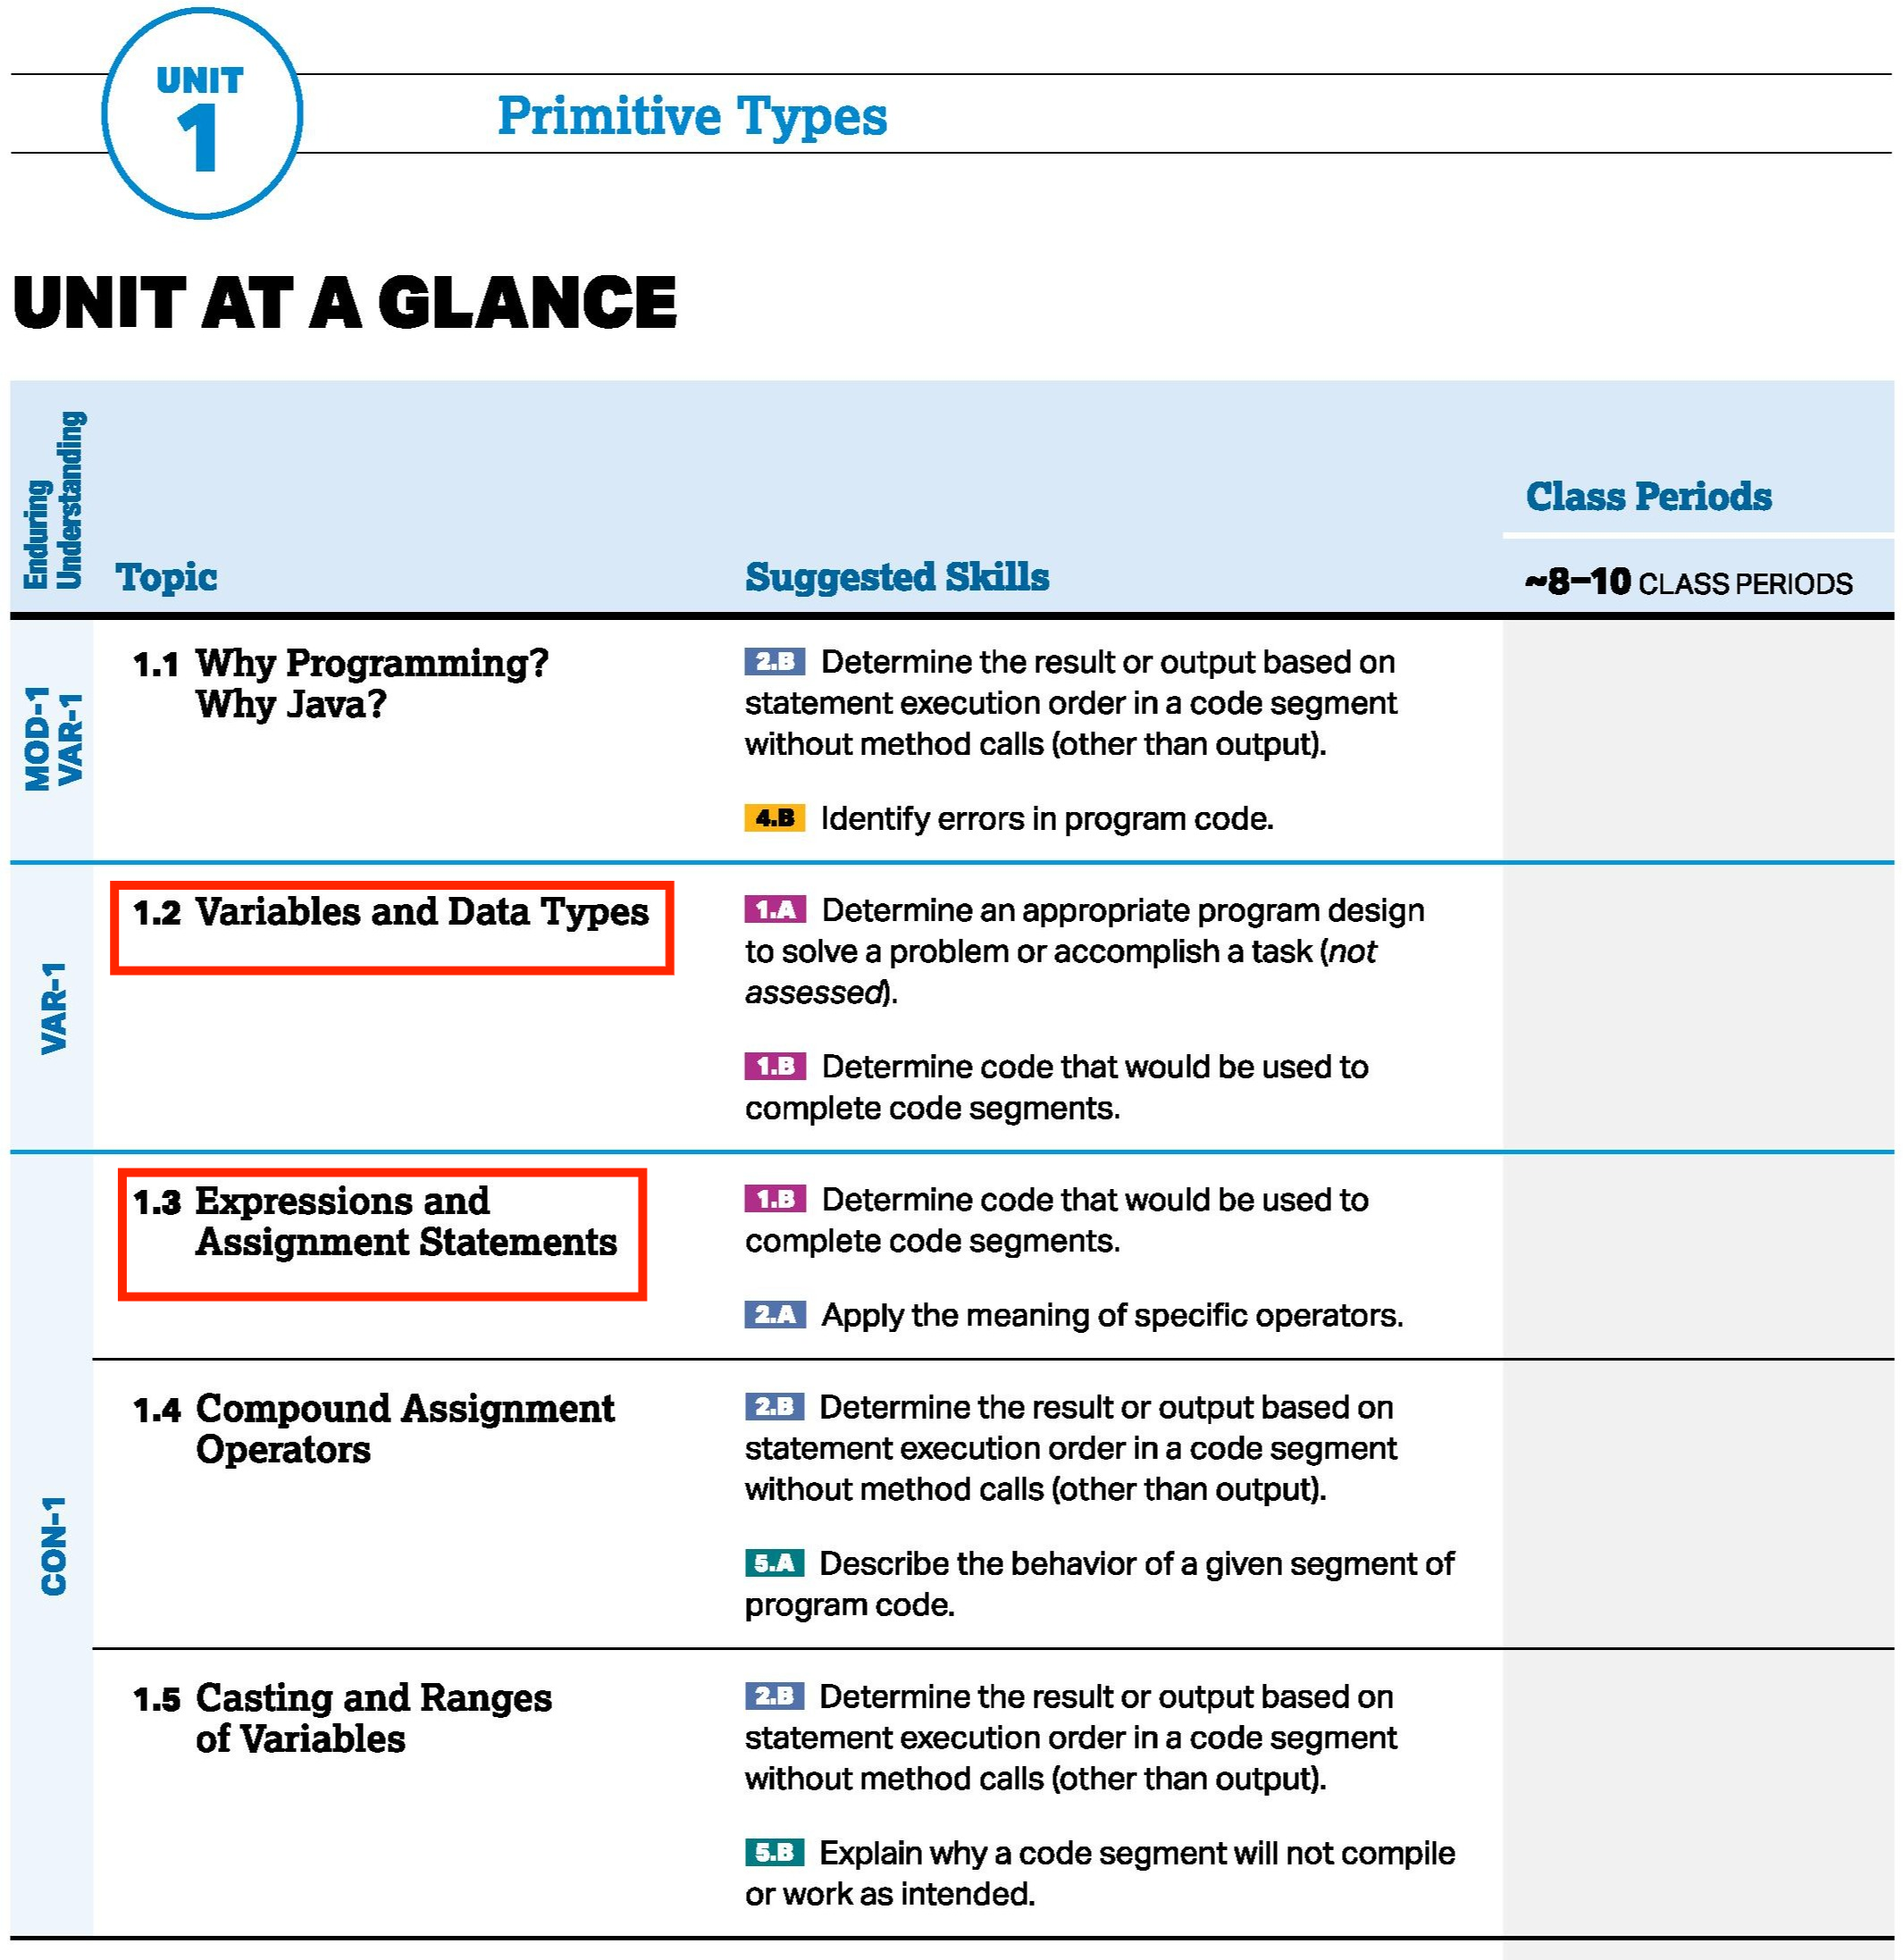 UNIT
1
Primitive Types
UNIT AT A GLANCE
Enduring
Understanding
Topic
Suggested Skills
Class Periods
~8–10 CLASS PERIODS
MOD-1
VAR-1
1.1 Why Programming?
Why Java?
2.B Determine the result or output based on
statement execution order in a code segment
without method calls (other than output).
4.B Identify errors in program code.
VAR-1
1.2 Variables and Data Types
1.A Determine an appropriate program design
to solve a problem or accomplish a task (not
assessed).
1.B Determine code that would be used to
complete code segments.
CON-1
1.3 Expressions and
Assignment Statements
1.B Determine code that would be used to
complete code segments.
2.A Apply the meaning of specific operators.
1.4 Compound Assignment
Operators
2.B Determine the result or output based on
statement execution order in a code segment
without method calls (other than output).
5.A Describe the behavior of a given segment of
program code.
1.5 Casting and Ranges
of Variables
2.B Determine the result or output based on
statement execution order in a code segment
without method calls (other than output).
5.B Explain why a code segment will not compile
or work as intended.